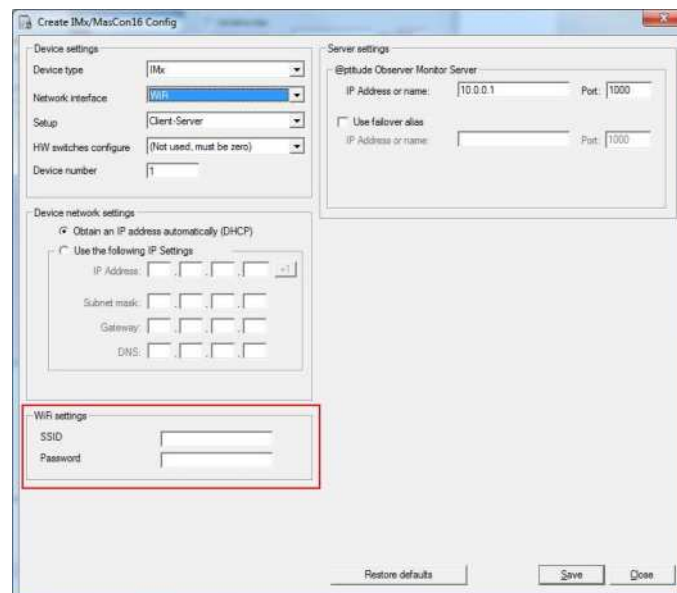 Create IMx/MasCon16 Config
Device settings
Device type
IMx
Network interface
WiFi
Setup
Client-Server
HW switches configure
(Not used, must be zero)
Device number
1
Device network settings
Obtain an IP address automatically (DHCP)
Use the following IP Settings
IP Address:
+1
Subnet mask:
Gateway:
DNS:
WiFi settings
SSID
Password
Server settings
@ptitude Observer Monitor Server
IP Address or name:
10.0.0.1
Port:
1000
Use failover alias
IP Address or name:
Port:
1000
Restore defaults
Save
Close